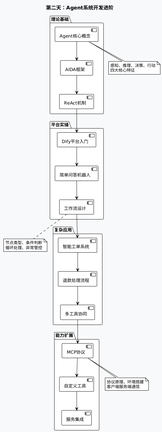 第二天：Agent系统开发进阶
理论基础
Agent核心概念
感知、推理、决策、行动
四大核心特征
AIDA框架
ReAct机制
平台实操
Dify平台入门
简单问答机器人
工作流设计
节点类型、条件判断
循环处理、异常管控
复杂应用
智能工单系统
退款处理流程
多工具协同
能力扩展
MCP协议
协议原理、环境搭建
客户端服务端通信
自定义工具
服务集成